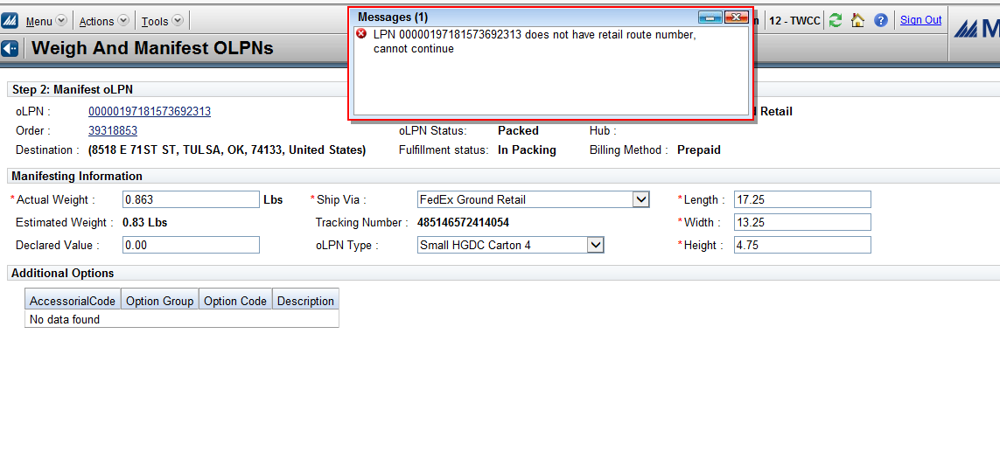 Menu Actions Tools
12 - TWCC Sign Out
Messages (1)
LPN 00000197181573692313 does not have retail route number,
cannot continue
Weigh And Manifest OLPNs
Step 2: Manifest oLPN
oLPN : 00000197181573692313 Retail
Order : 39318853 oLPN Status: Packed Hub :
Destination : (8518 E 71ST ST, TULSA, OK, 74133, United States) Fulfillment status: In Packing Billing Method : Prepaid
Manifesting Information
*Actual Weight : 0.863 Lbs *Ship Via : FedEx Ground Retail *Length : 17.25
Estimated Weight : 0.83 Lbs Tracking Number : 485146572414054 *Width : 13.25
Declared Value : 0.00 oLPN Type : Small HGDC Carton 4 *Height : 4.75
Additional Options
AccessorialCode Option Group Option Code Description
No data found